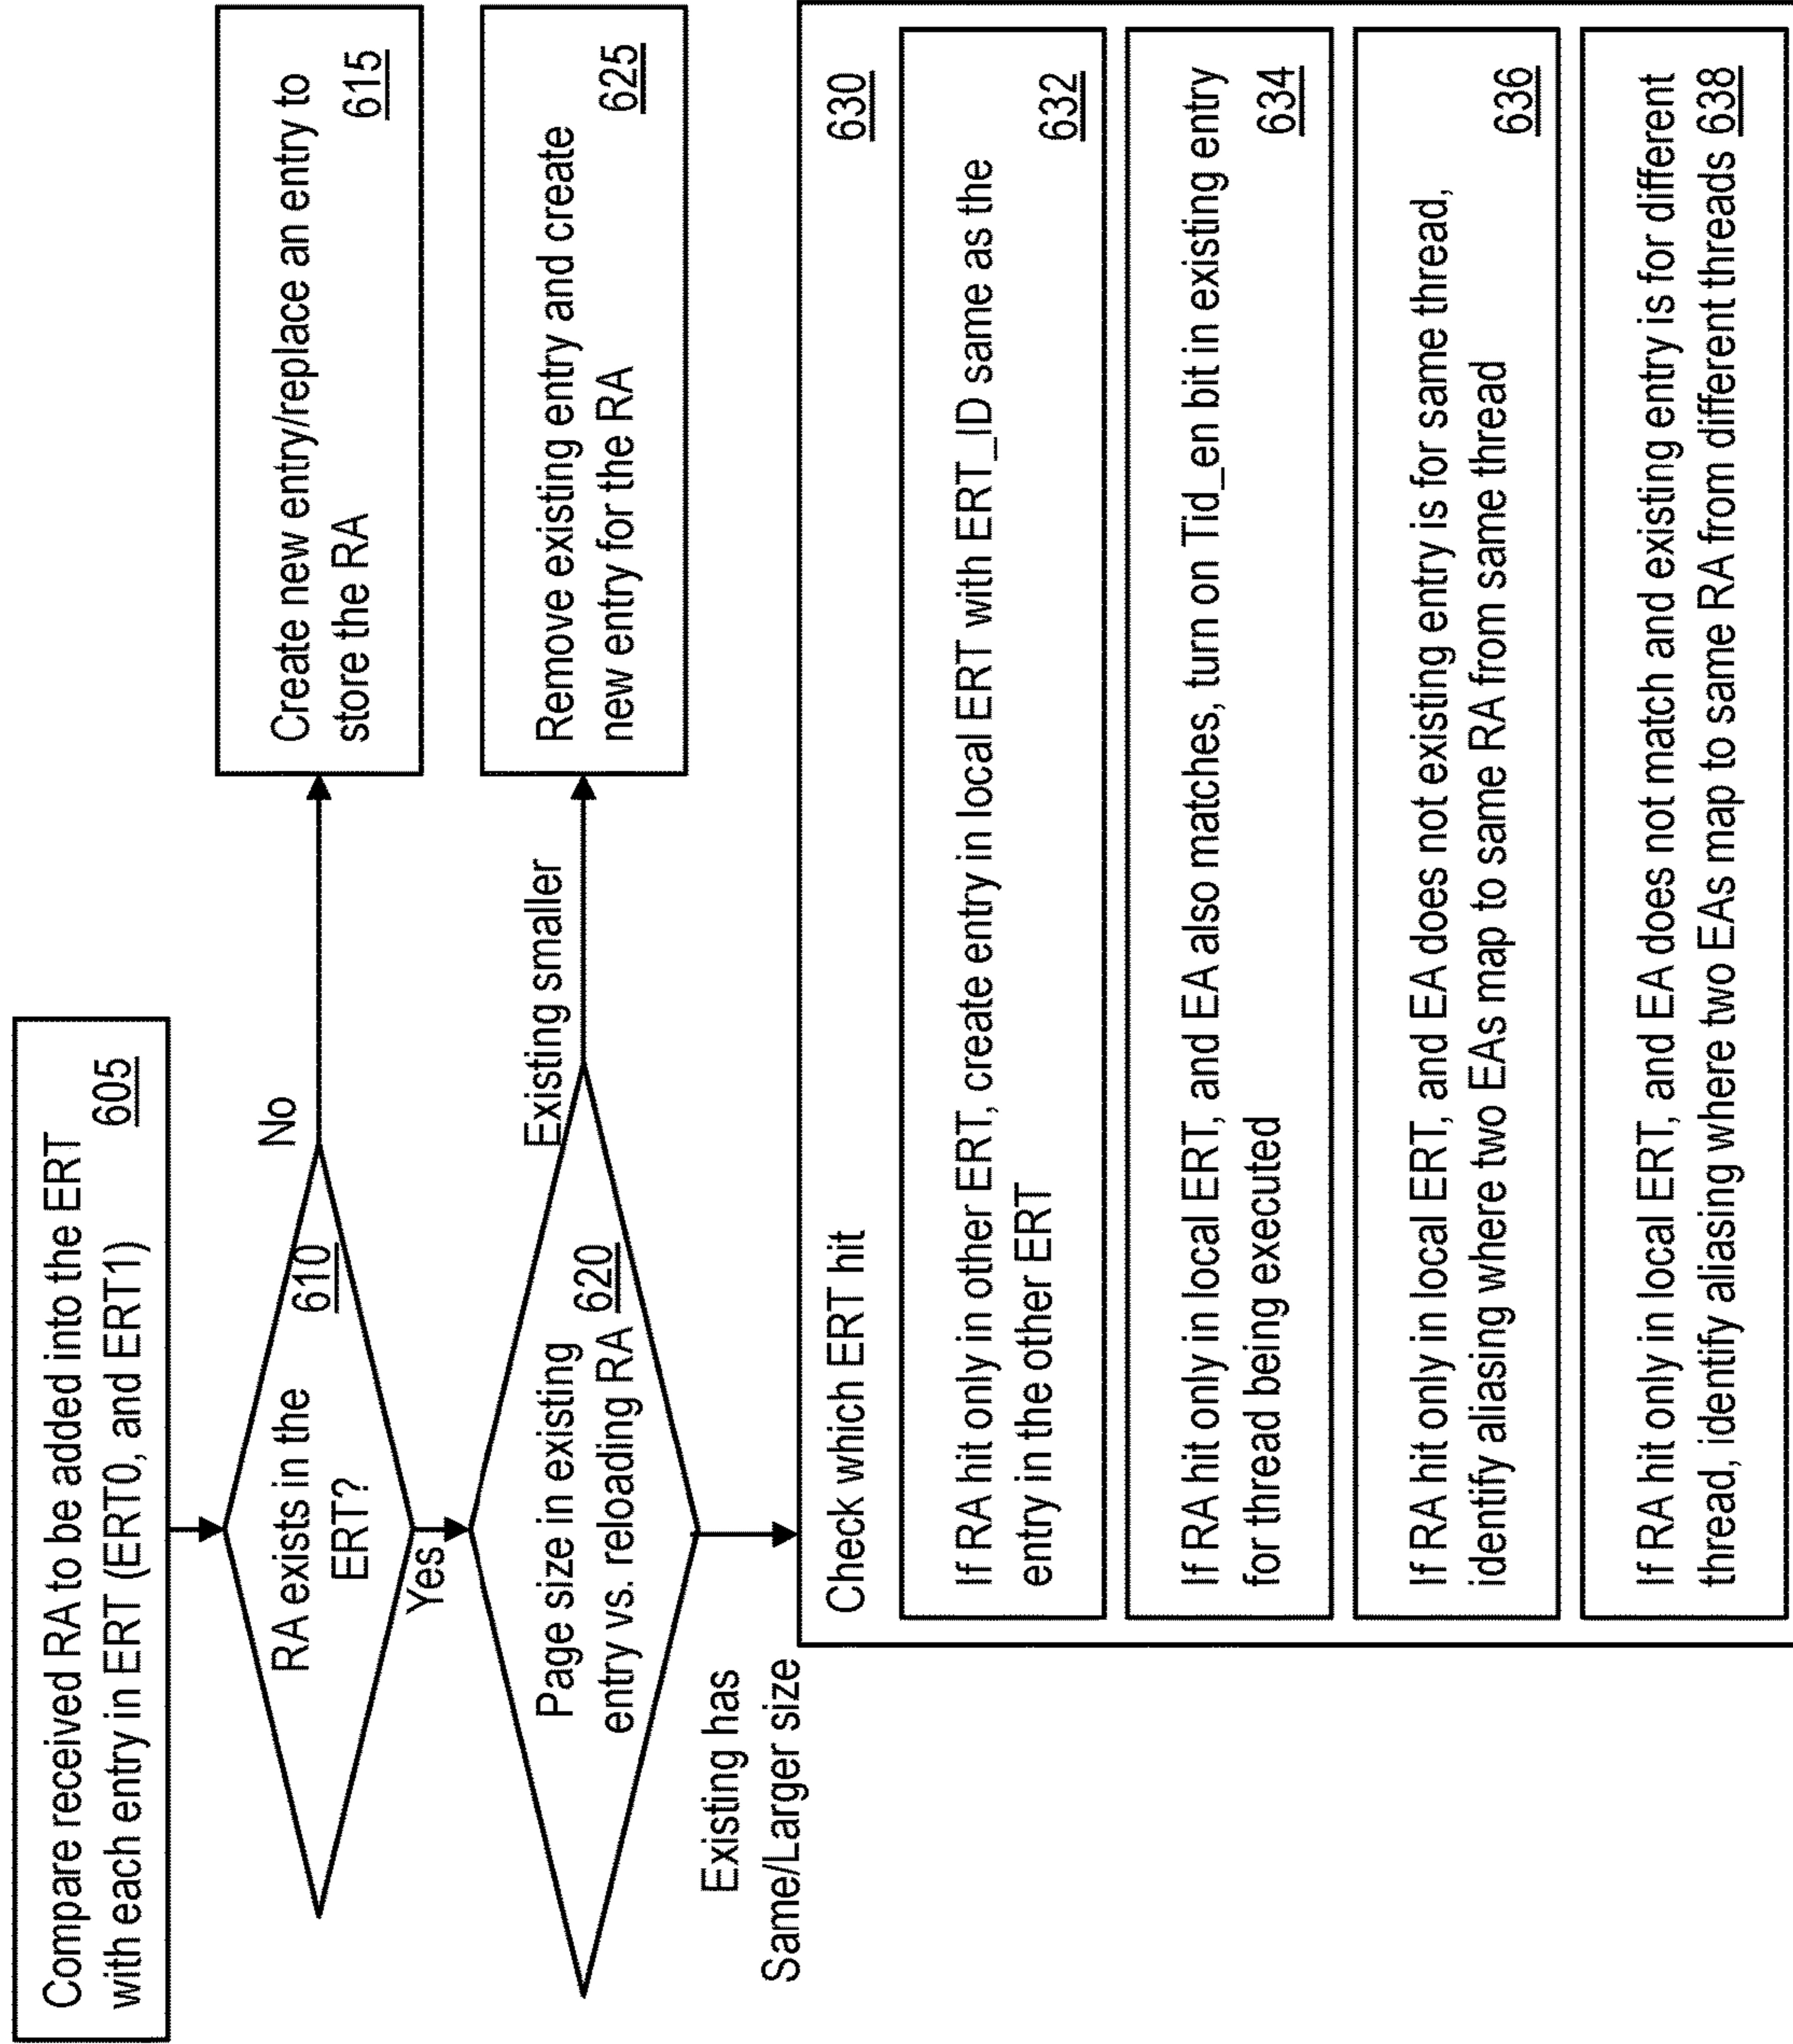 Compare received RA to be added into the ERT
with each entry in ERT (ERT0, and ERT1) 605
RA exists in the 610
ERT?
No
Create new entry/replace an entry to
store the RA 615
Yes
Page size in existing
entry vs. reloading RA 620
Existing smaller
Remove existing entry and create
new entry for the RA 625
Existing has
Same/Larger size
Check which ERT hit 630
If RA hit only in other ERT, create entry in local ERT with ERT_ID same as the
entry in the other ERT 632
If RA hit only in local ERT, and EA also matches, turn on Tid_en bit in existing entry
for thread being executed 634
If RA hit only in local ERT, and EA does not existing entry is for same thread,
identify aliasing where two EAs map to same RA from same thread 636
If RA hit only in local ERT, and EA does not match and existing entry is for different
thread, identify aliasing where two EAs map to same RA from different threads 638